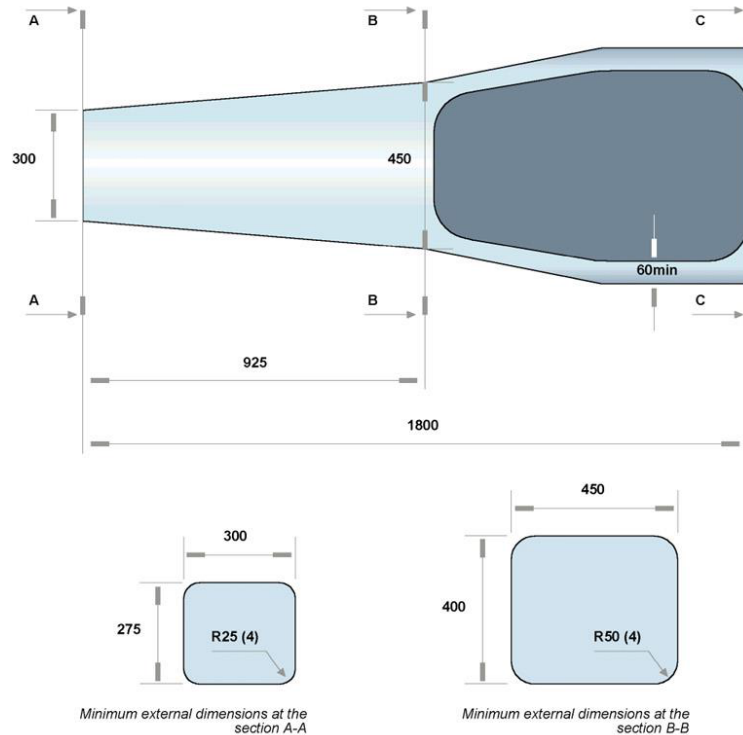 A
B
C
300
450
60min
A
B
C
925
1800
300
450
275
400
R25 (4)
R50 (4)
Minimum external dimensions at the
section A-A
Minimum external dimensions at the
section B-B